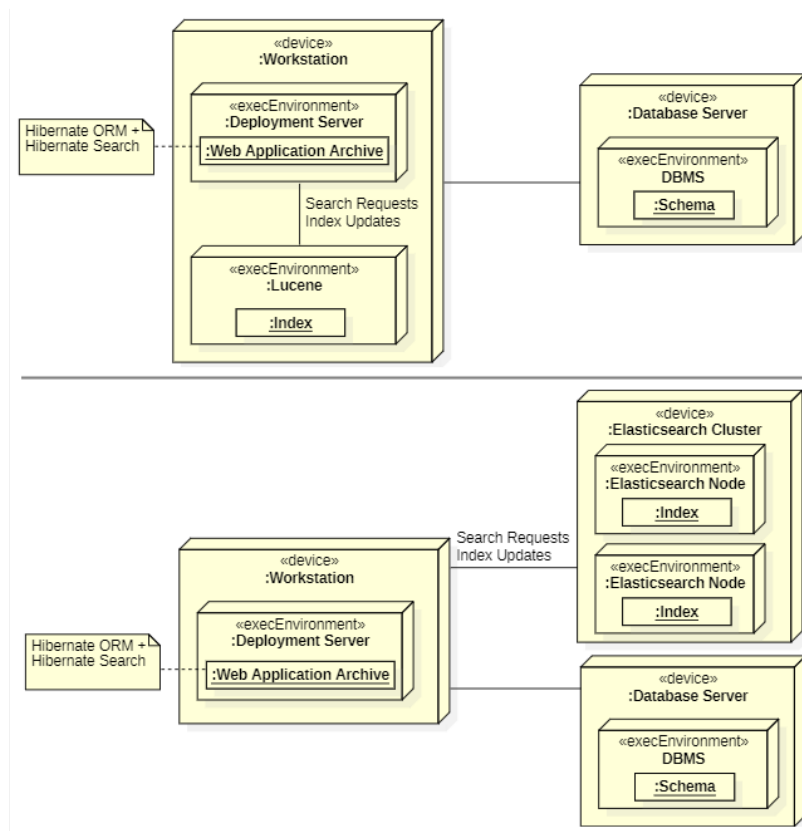 «device»
:Workstation
«execEnvironment»
:Deployment Server
:Web Application Archive
Hibernate ORM +
Hibernate Search
Search Requests
Index Updates
«execEnvironment»
:Lucene
:Index
«device»
:Database Server
«execEnvironment»
DBMS
:Schema
«device»
:Elasticsearch Cluster
«execEnvironment»
:Elasticsearch Node
:Index
«execEnvironment»
:Elasticsearch Node
:Index
Search Requests
Index Updates
«device»
:Workstation
«execEnvironment»
:Deployment Server
:Web Application Archive
Hibernate ORM +
Hibernate Search
«device»
:Database Server
«execEnvironment»
DBMS
:Schema